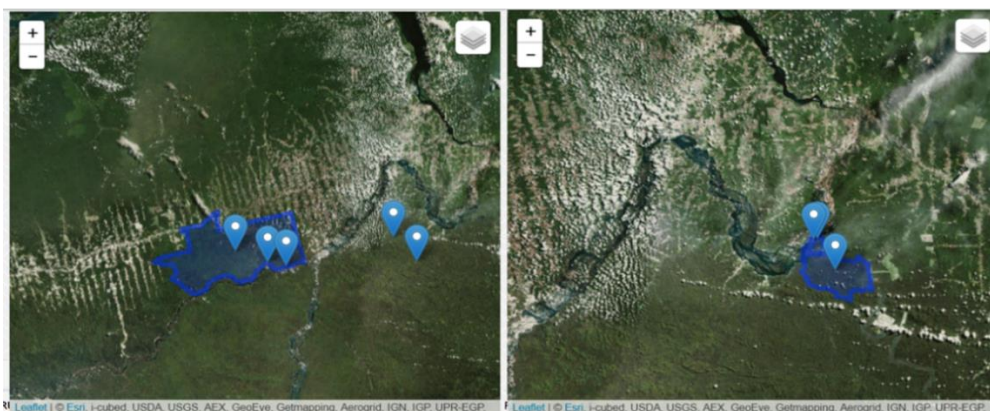 +
−
+
−
Leaflet | © Esri, i-cubed, USDA, USGS, AEX, GeoEye, Getmapping, Aerogrid, IGN, IGP, UPR-EGP,
© Esri, i-cubed, USDA, USGS, AEX, GeoEye, Getmapping, Aerogrid, IGN, IGP, UPR-EGP,